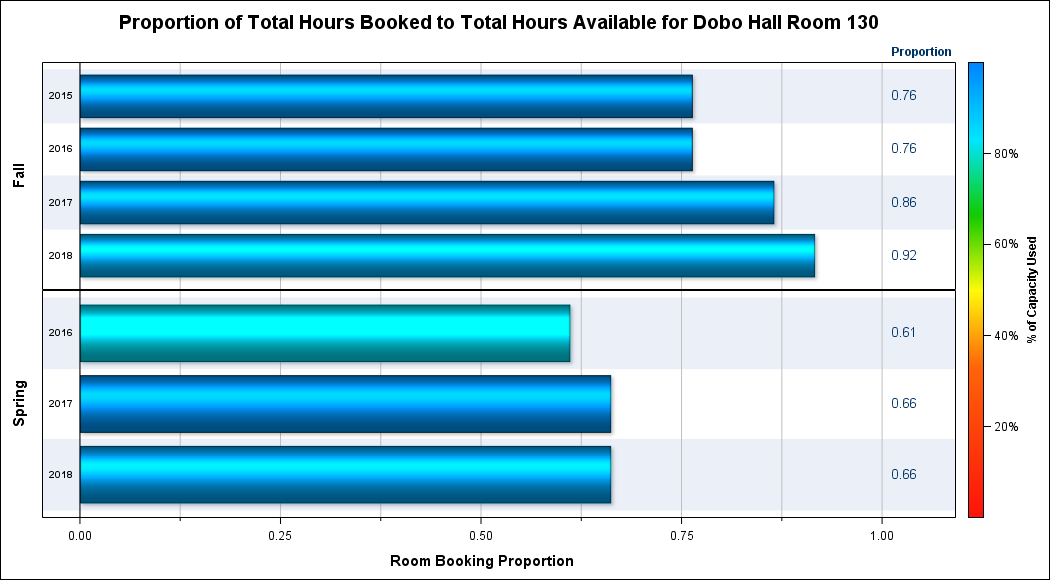 Proportion of Total Hours Booked to Total Hours Available for Dobo Hall Room 130
Proportion
Fall
2015
0.76
2016
0.76
2017
0.86
2018
0.92
Spring
2016
0.61
2017
0.66
2018
0.66
0.00 0.25 0.50 0.75 1.00
Room Booking Proportion
80%
60%
40%
20%
% of Capacity Used